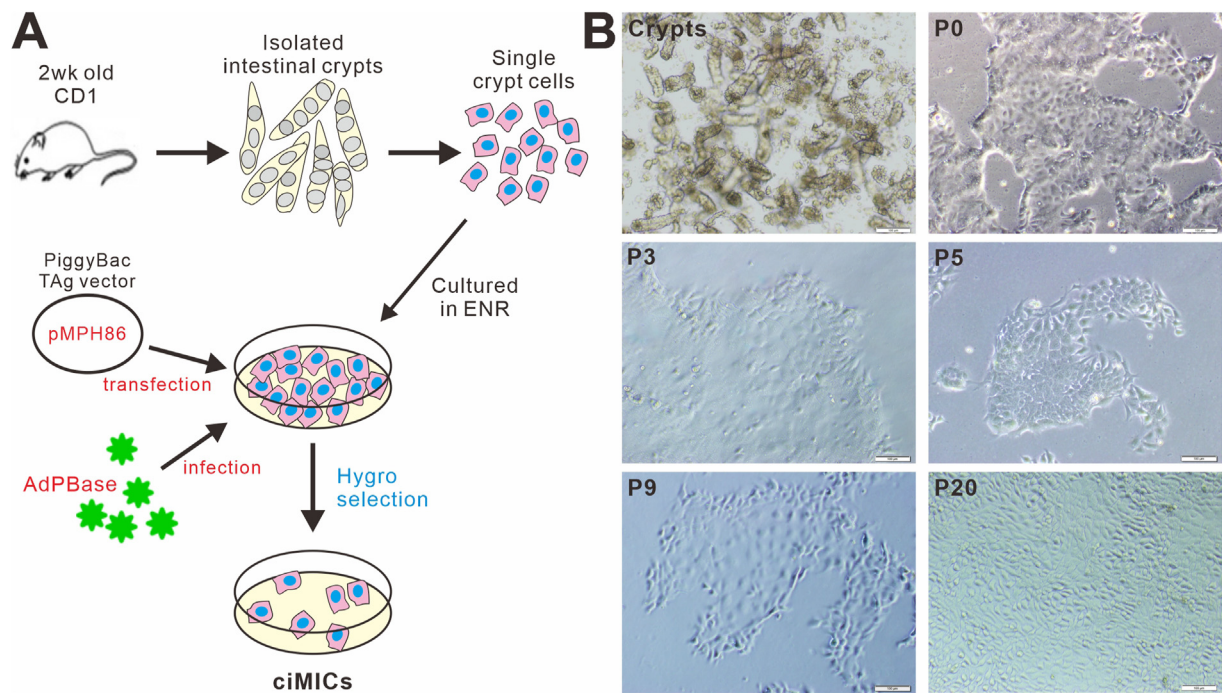 A
2wk old
CD1
Isolated
intestinal crypts
Single
crypt cells
Cultured
in ENR
PiggyBac
TAg vector
pMPH86
transfection
AdPBase
infection
Hygro
selection
ciMICs
B
Crypts
P0
P3
P5
P9
P20